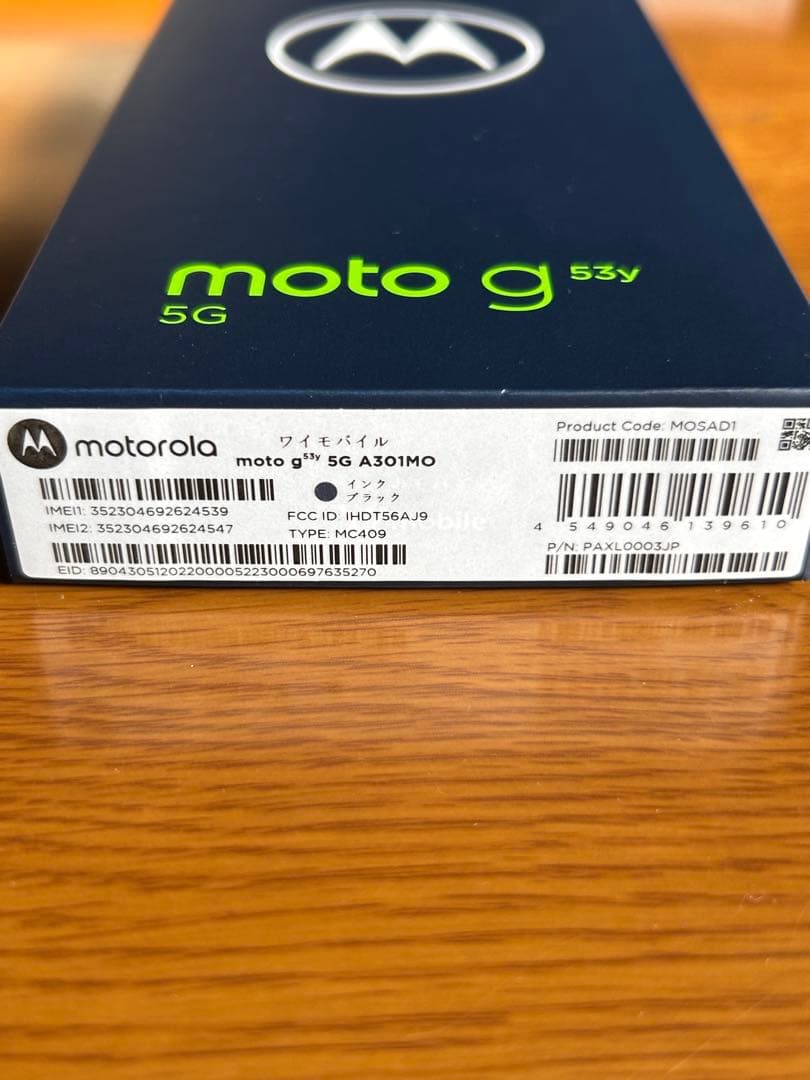 moto g 53y
5G
motorola
ワイモバイル
moto g53y 5G A301MO
インク
ブラック
IMEI1: 352304692624539
IMEI2: 352304692624547
FCC ID: IHDT56AJ9
TYPE: MC409
EID: 89043051202200005223000697635270
Product Code: MOSAD1
4 549046 139610
P/N: PAXL0003JP